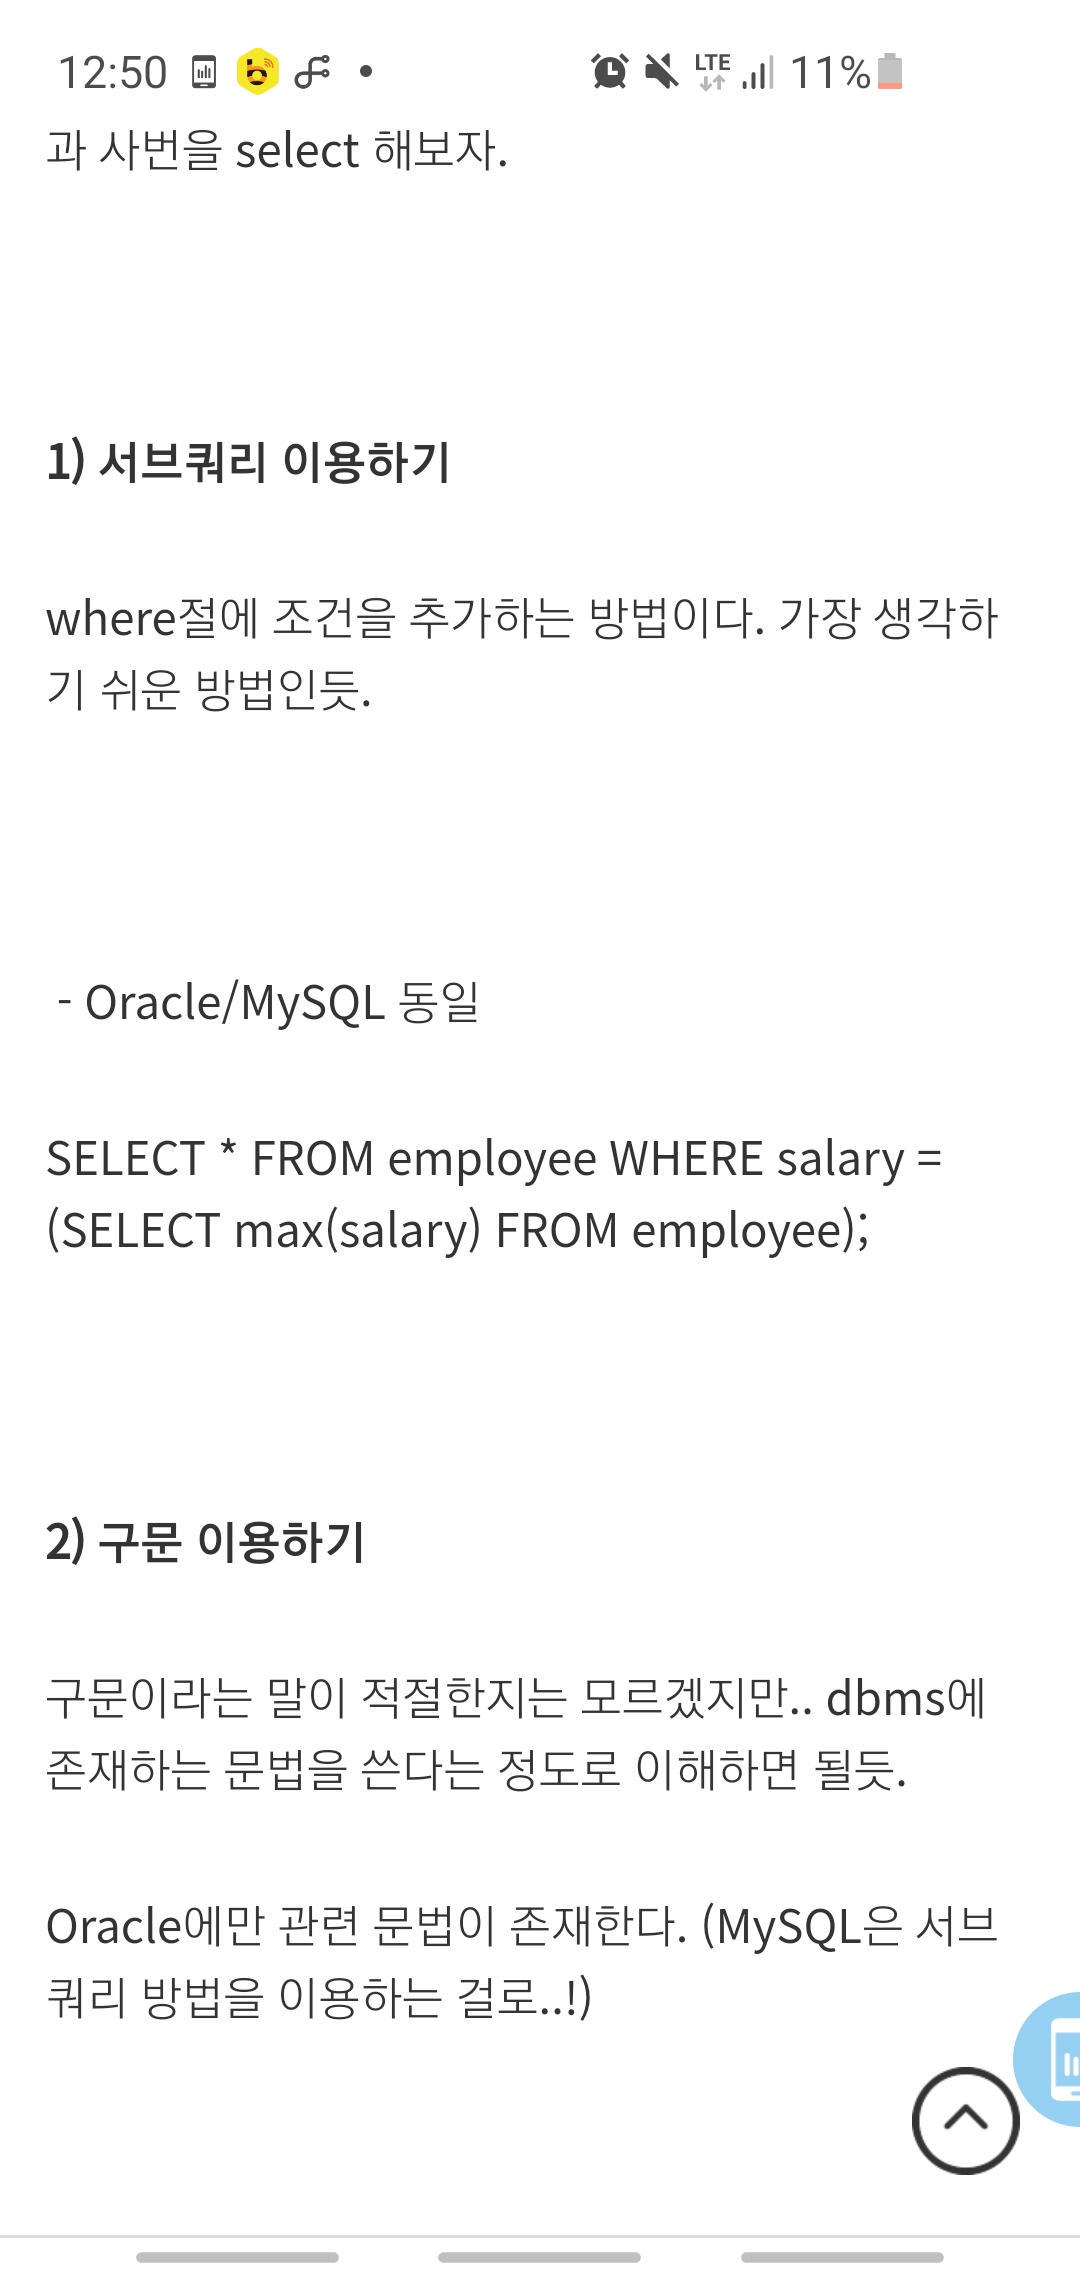 12:50
LTE
11%
과 사번을 select 해보자.
1) 서브쿼리 이용하기
where절에 조건을 추가하는 방법이다. 가장 생각하
기 쉬운 방법인듯.
- Oracle/MySQL 동일
SELECT * FROM employee WHERE salary =
(SELECT max(salary) FROM employee);
2) 구문 이용하기
구문이라는 말이 적절한지는 모르겠지만.. dbms에
존재하는 문법을 쓴다는 정도로 이해하면 될듯.
Oracle에만 관련 문법이 존재한다. (MySQL은 서브
쿼리 방법을 이용하는 걸로..!)